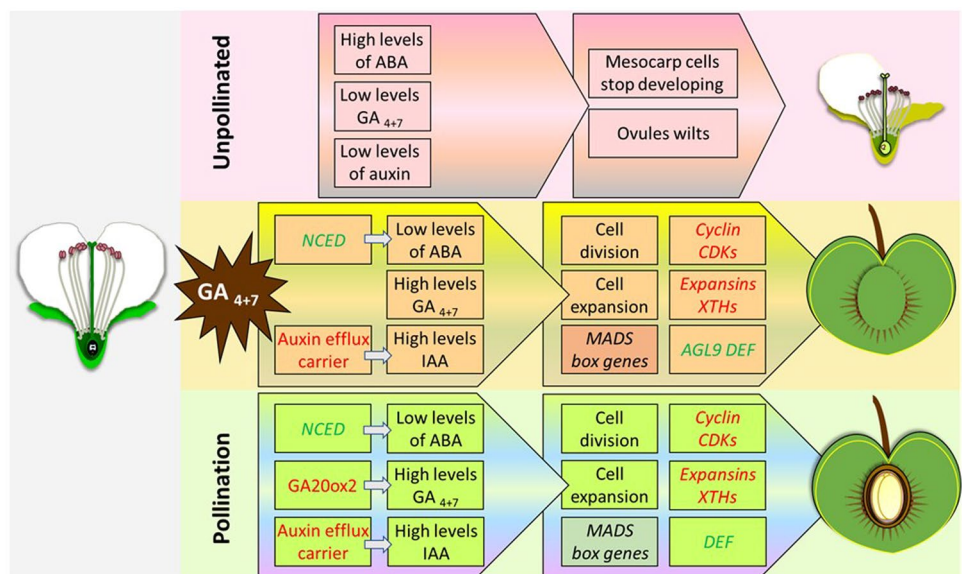 Unpollinated
High levels
of ABA
Low levels
GA 4+7
Low levels
of auxin
Mesocarp cells
stop developing
Ovules wilts
GA 4+7
NCED
Low levels
of ABA
High levels
GA 4+7
Auxin efflux
carrier
High levels
IAA
Cell
division
Cyclin
CDKs
Cell
expansion
Expansins
XTHs
MADS
box genes
AGL9 DEF
Pollination
NCED
Low levels
of ABA
GA20ox2
High levels
GA 4+7
Auxin efflux
carrier
High levels
IAA
Cell
division
Cyclin
CDKs
Cell
expansion
Expansins
XTHs
MADS
box genes
DEF